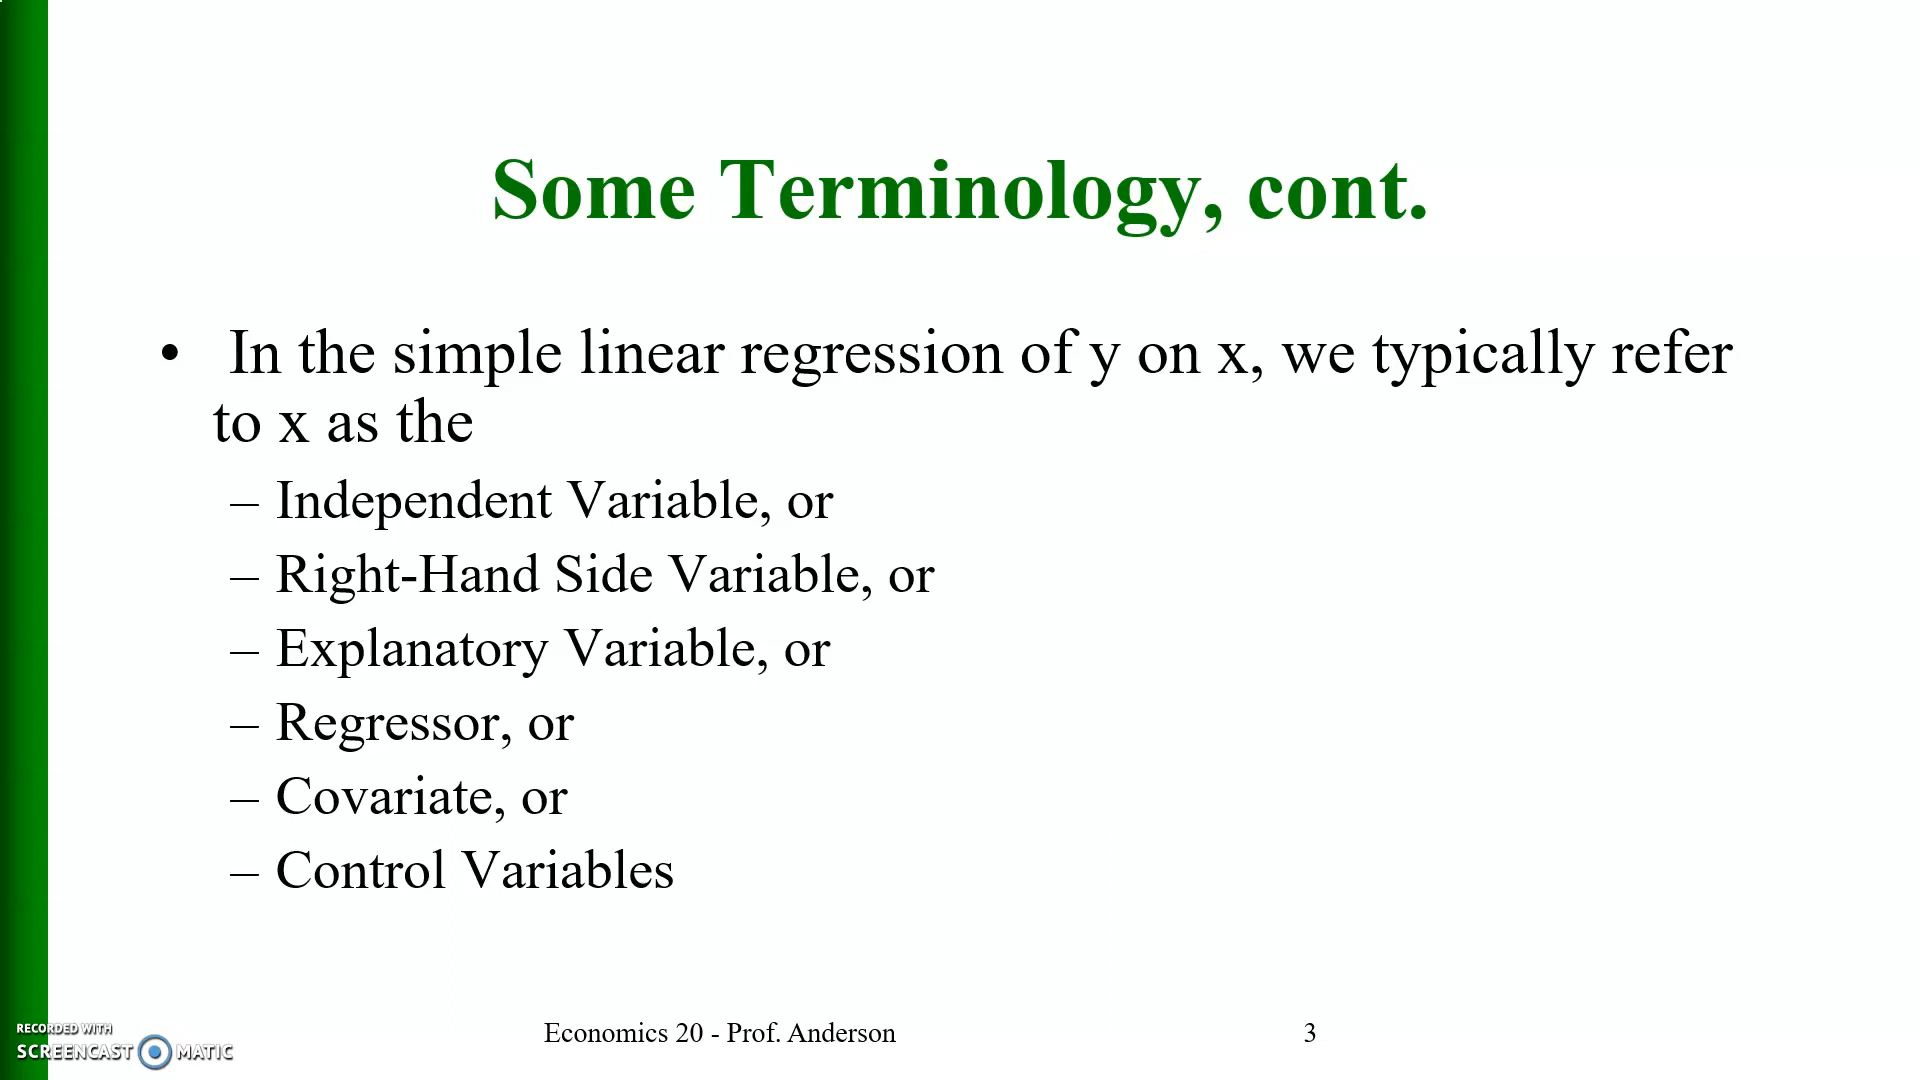 Some Terminology, cont.
• In the simple linear regression of y on x, we typically refer
to x as the
– Independent Variable, or
– Right-Hand Side Variable, or
– Explanatory Variable, or
– Regressor, or
– Covariate, or
– Control Variables
Economics 20 - Prof. Anderson
3
RECORDED WITH
SCREENCAST MATIC